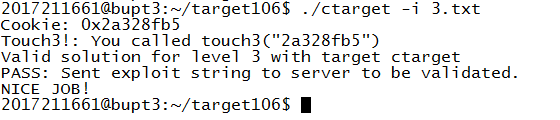 2017211661@bupt3:~/target106$ ./ctarget -i 3.txt
Cookie: 0x2a328fb5
Touch3!: You called touch3("2a328fb5")
Valid solution for level 3 with target ctarget
PASS: Sent exploit string to server to be validated.
NICE JOB!
2017211661@bupt3:~/target106$